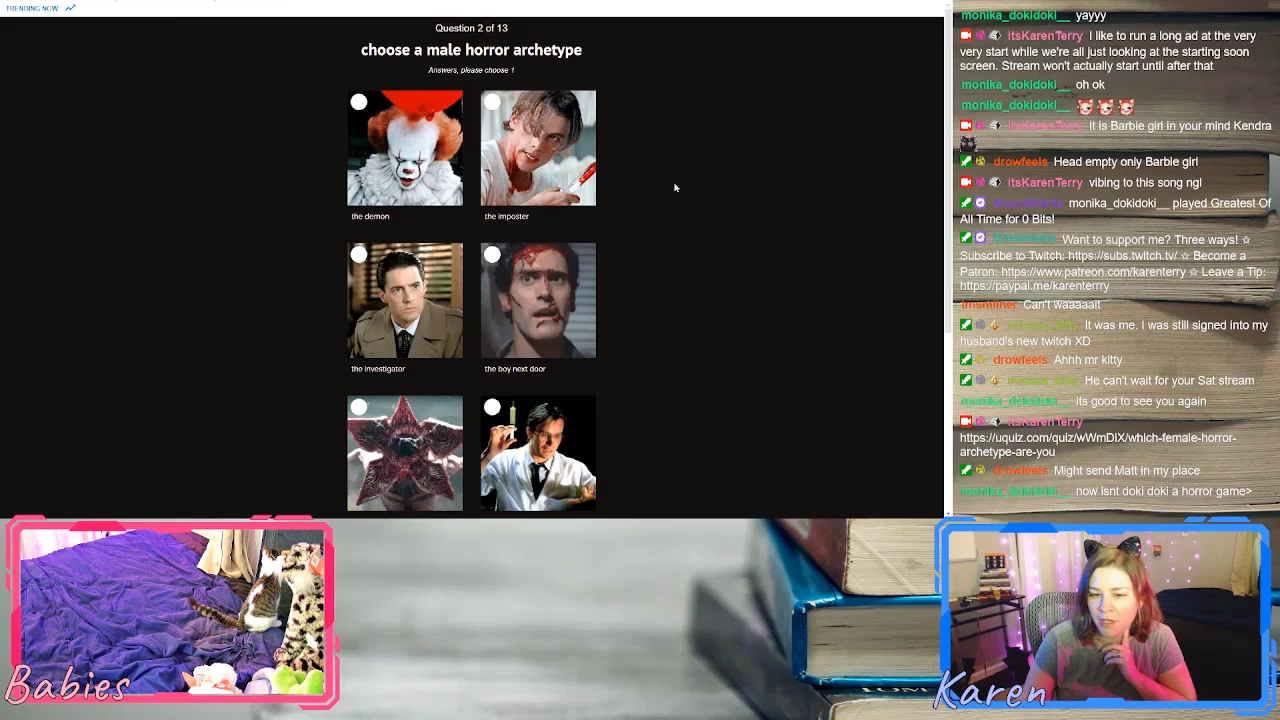 TRENDING NOW
Question 2 of 13
choose a male horror archetype
Answers, please choose 1
the demon
the imposter
the investigator
the boy next door
monika_dokidoki__ yayyy
itsKarenTerry I like to run a long ad at the very
very start while we're all just looking at the starting soon
screen. Stream won't actually start until after that
monika_dokidoki__ oh ok
monika_dokidoki__
itsKarenTerry It is Barbie girl in your mind Kendra
drowfeels Head empty only Barbie girl
itsKarenTerry vibing to this song ngl
monika_dokidoki__ played Greatest Of
All Time for 0 Bits!
Want to support me? Three ways! ☆
Subscribe to Twitch: https://subs.twitch.tv/ ☆ Become a
Patron: https://www.patreon.com/karenterry ☆ Leave a Tip:
https://paypal.me/karenterrry
Can't waaaaait
It was me. I was still signed into my
husband's new twitch XD
drowfeels Ahhh mr kitty
He can't wait for your Sat stream
monika_dokidoki__ its good to see you again
itsKarenTerry
https://uquiz.com/quiz/wWmDIX/which-female-horror-
archetype-are-you
drowfeels Might send Matt in my place
monika_dokidoki__ now isnt doki doki a horror game>
Babies
Karen